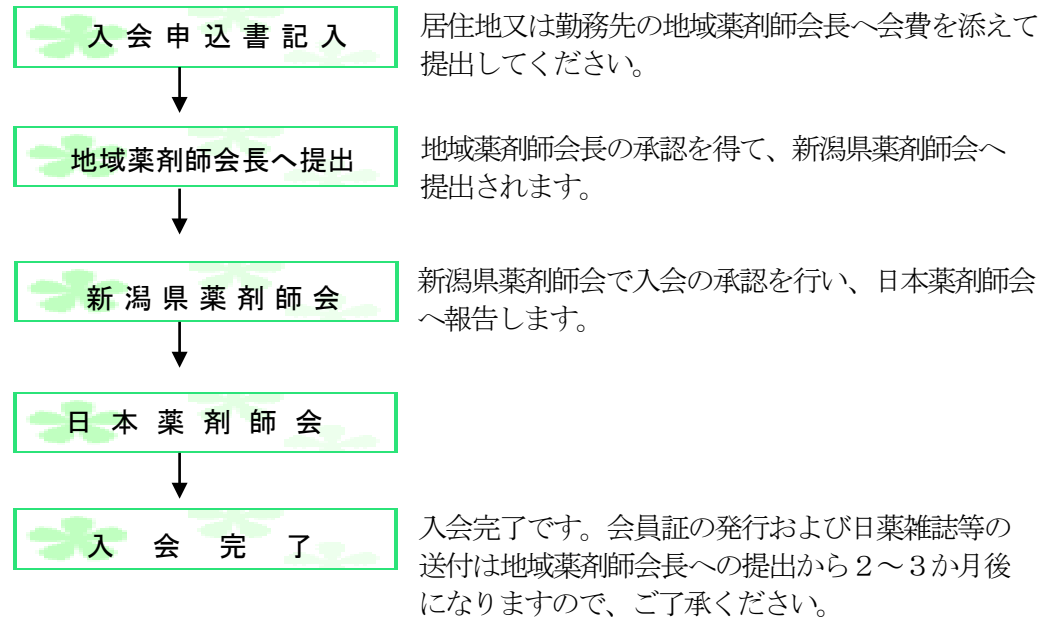 入会申込書記入
居住地又は勤務先の地域薬剤師会長へ会費を添えて
提出してください。
地域薬剤師会長へ提出
地域薬剤師会長の承認を得て、新潟県薬剤師会へ
提出されます。
新潟県薬剤師会
新潟県薬剤師会で入会の承認を行い、日本薬剤師会
へ報告します。
日本薬剤師会
入会完了
入会完了です。会員証の発行および日薬雑誌等の
送付は地域薬剤師会長への提出から2~3か月後
になりますので、ご了承ください。